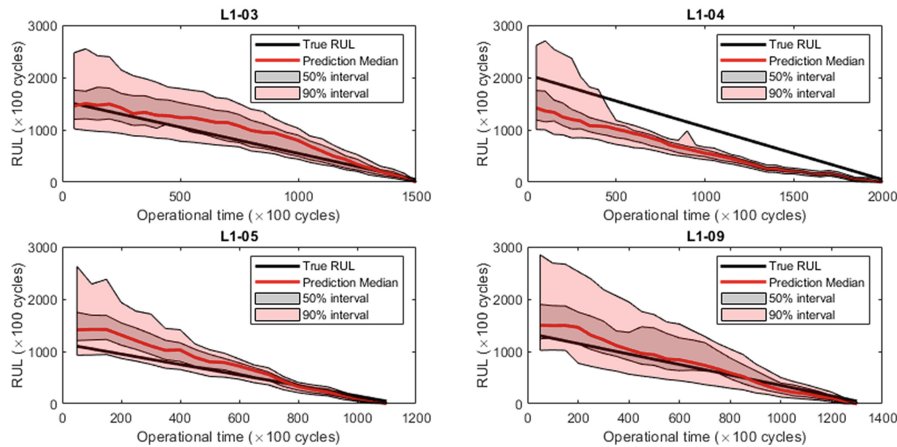 L1-03
3000
2000
1000
0
RUL (×100 cycles)
True RUL
Prediction Median
50% interval
90% interval
0 500 1000 1500
Operational time (×100 cycles)
L1-04
3000
2000
1000
0
RUL (×100 cycles)
True RUL
Prediction Median
50% interval
90% interval
0 500 1000 1500 2000
Operational time (×100 cycles)
L1-05
3000
2000
1000
0
RUL (×100 cycles)
True RUL
Prediction Median
50% interval
90% interval
0 200 400 600 800 1000 1200
Operational time (×100 cycles)
L1-09
3000
2000
1000
0
RUL (×100 cycles)
True RUL
Prediction Median
50% interval
90% interval
0 200 400 600 800 1000 1200 1400
Operational time (×100 cycles)